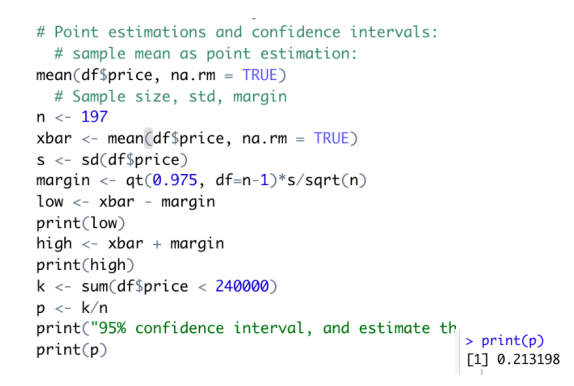 # Point estimations and confidence intervals:
# sample mean as point estimation:
mean(df$price, na.rm = TRUE)
# Sample size, std, margin
n <- 197
xbar <- mean(df$price, na.rm = TRUE)
s <- sd(df$price)
margin <- qt(0.975, df=n-1)*s/sqrt(n)
low <- xbar - margin
print(low)
high <- xbar + margin
print(high)
k <- sum(df$price < 240000)
p <- k/n
print("95% confidence interval, and estimate th
print(p)
> print(p)
[1] 0.213198